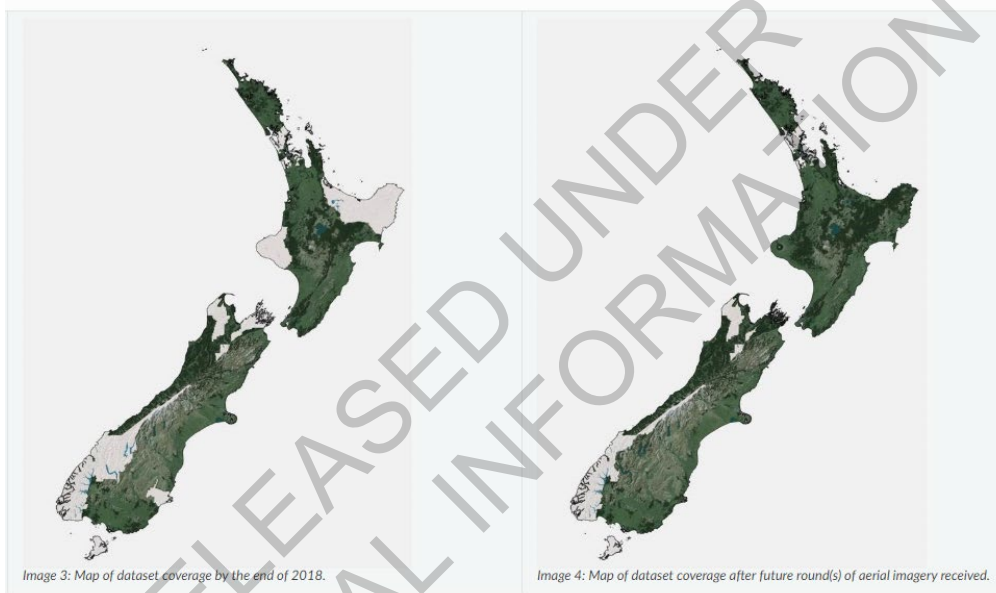 RELEASED UNDER
INFORMATION
Image 3: Map of dataset coverage by the end of 2018.
Image 4: Map of dataset coverage after future round(s) of aerial imagery received.